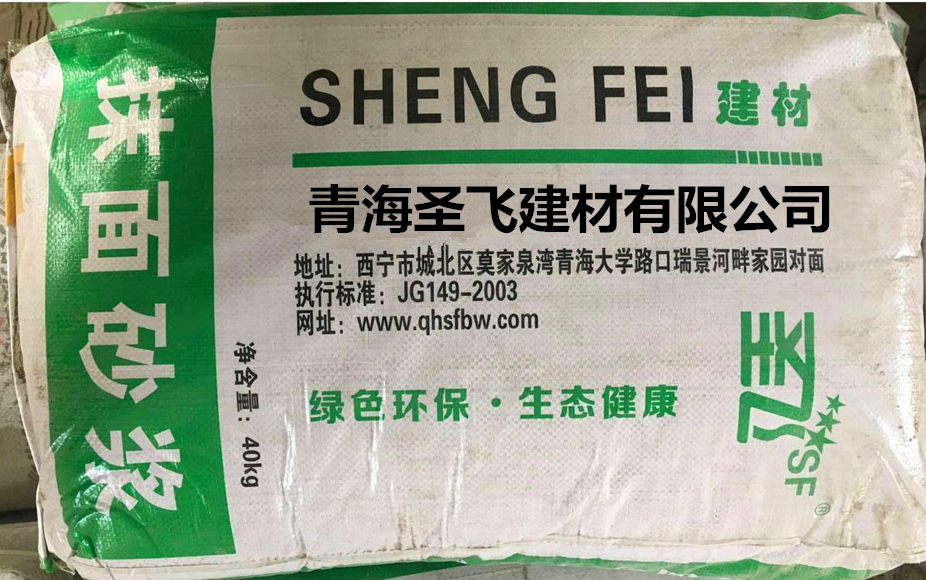 抹面砂浆
SHENG FEI 建材
青海圣飞建材有限公司
地址：西宁市城北区莫家泉湾青海大学路口瑞景河畔家园对面
执行标准：JG149-2003
网址：www.qhsfbw.com
净含量：40kg
绿色环保·生态健康
圣飞
SF
®